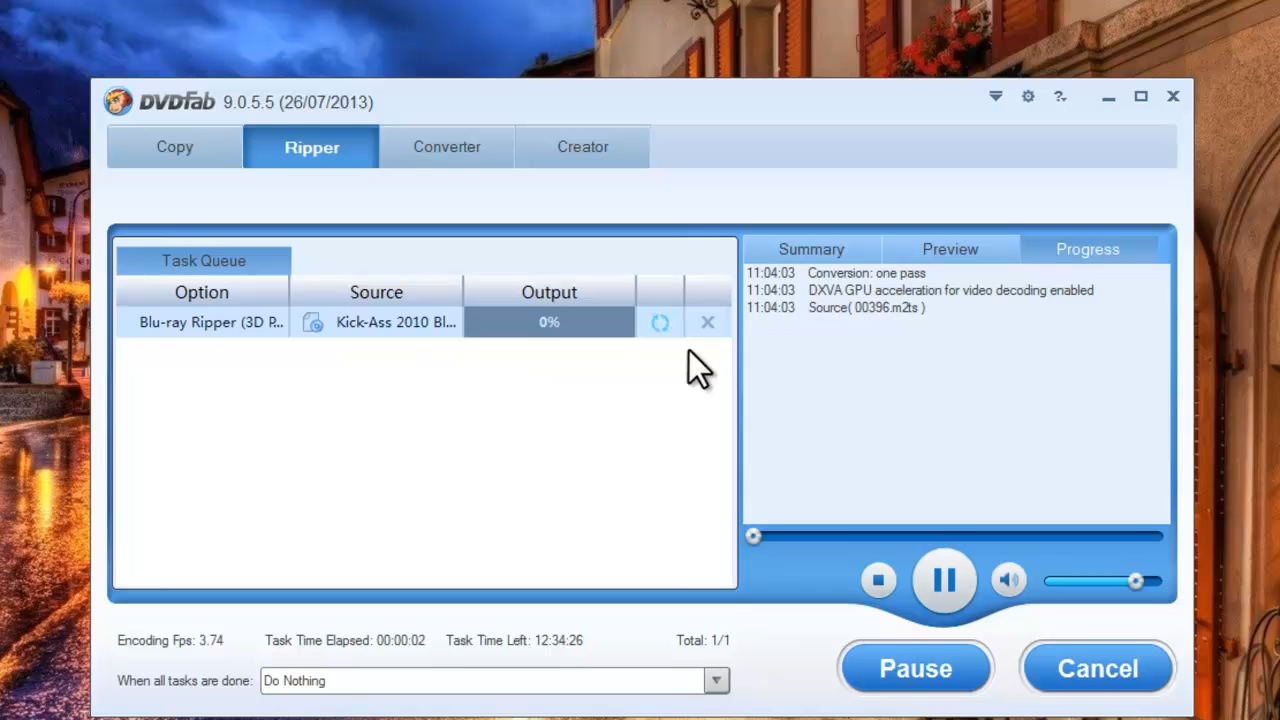 DVDFab 9.0.5.5 (26/07/2013)
Copy
Ripper
Converter
Creator
Task Queue
Summary
Preview
Progress
Option
Source
Output
Blu-ray Ripper (3D P...
Kick-Ass 2010 Bl...
0%
11:04:03 Conversion: one pass
11:04:03 DXVA GPU acceleration for video decoding enabled
11:04:03 Source( 00396.m2ts )
Encoding Fps: 3.74
Task Time Elapsed: 00:00:02
Task Time Left: 12:34:26
Total: 1/1
When all tasks are done:
Do Nothing
Pause
Cancel